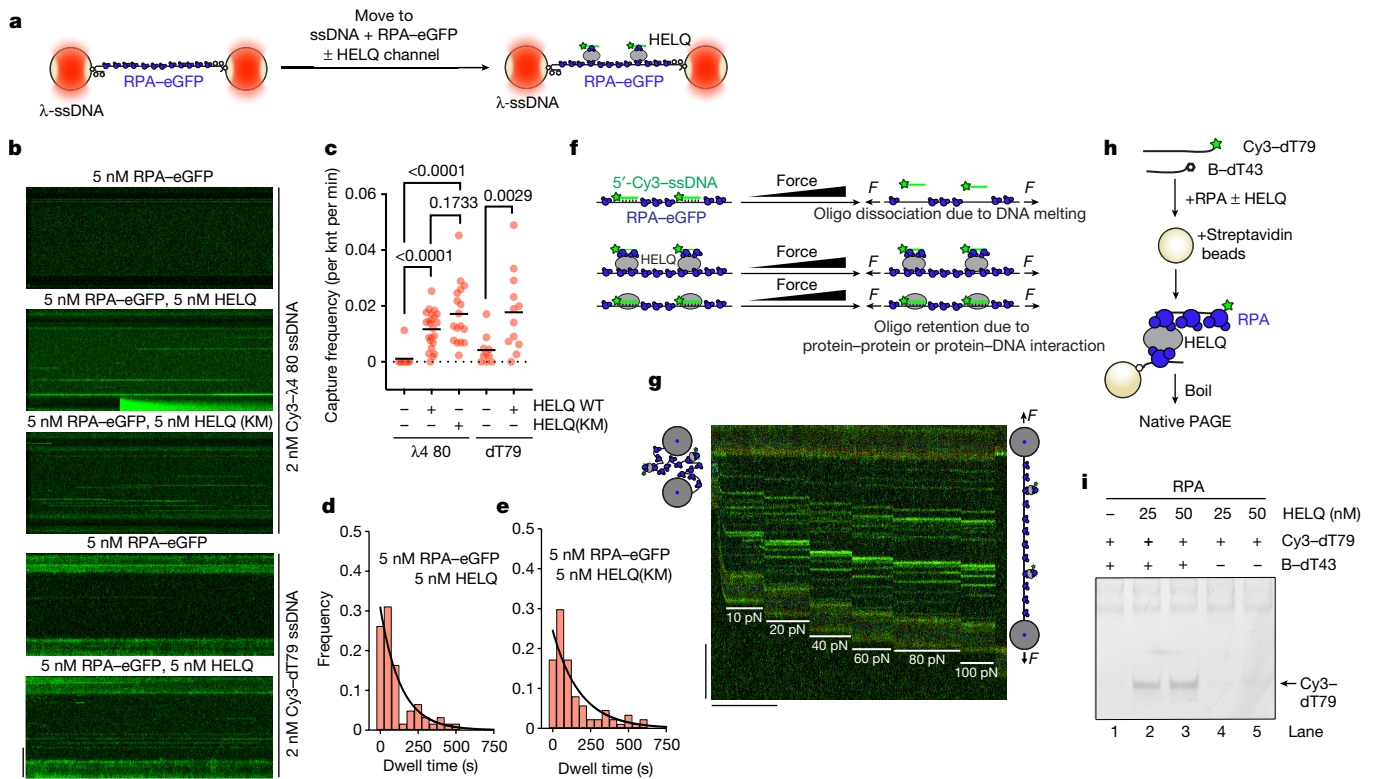 a
Move to
ssDNA + RPA–eGFP
± HELQ channel
RPA–eGFP
λ-ssDNA
HELQ
RPA–eGFP
λ-ssDNA
b
5 nM RPA–eGFP
5 nM RPA–eGFP, 5 nM HELQ
5 nM RPA–eGFP, 5 nM HELQ (KM)
2 nM Cy3–λ4 80 ssDNA
5 nM RPA–eGFP
5 nM RPA–eGFP, 5 nM HELQ
2 nM Cy3–dT79 ssDNA
c
Capture frequency (per knt per min)
0.06
0.04
0.02
0
<0.0001
0.1733
0.0029
<0.0001
– + – – + HELQ WT
– – + – – HELQ(KM)
λ4 80
dT79
d
Frequency
0.5
0.4
0.3
0.2
0.1
0
5 nM RPA–eGFP
5 nM HELQ
0 250 500 750
Dwell time (s)
e
0.5
0.4
0.3
0.2
0.1
0
5 nM RPA–eGFP
5 nM HELQ(KM)
0 250 500 750
Dwell time (s)
f
5′-Cy3–ssDNA
RPA–eGFP
Force
F
F
Oligo dissociation due to DNA melting
HELQ
Force
F
F
Force
F
F
Oligo retention due to
protein–protein or protein–DNA interaction
g
10 pN
20 pN
40 pN
60 pN
80 pN
100 pN
F
F
h
Cy3–dT79
B–dT43
+RPA ± HELQ
+Streptavidin
beads
RPA
HELQ
Boil
Native PAGE
i
RPA
– 25 50 25 50 HELQ (nM)
+ + + + + Cy3–dT79
+ + + – – B–dT43
Cy3–
dT79
1 2 3 4 5 Lane